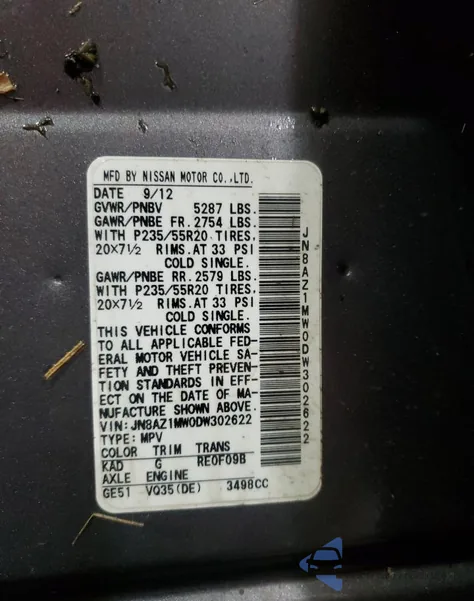 MFD BY NISSAN MOTOR CO.,LTD.
DATE 9/12
GVWR/PNBV 5287 LBS.
GAWR/PNBE FR. 2754 LBS.
WITH P235/55R20 TIRES,
20X7½ RIMS.AT 33 PSI
COLD SINGLE.
GAWR/PNBE RR. 2579 LBS.
WITH P235/55R20 TIRES,
20X7½ RIMS.AT 33 PSI
COLD SINGLE.
THIS VEHICLE CONFORMS
TO ALL APPLICABLE FED-
ERAL MOTOR VEHICLE SA-
FETY AND THEFT PREVEN-
TION STANDARDS IN EFF-
ECT ON THE DATE OF MA-
NUFACTURE SHOWN ABOVE.
VIN: JN8AZ1MW0DW302622
TYPE: MPV
COLOR TRIM TRANS
KAD G RE0F09B
AXLE ENGINE
GE51 VQ35(DE) 3498CC
JN8AZ1MW0DW302622